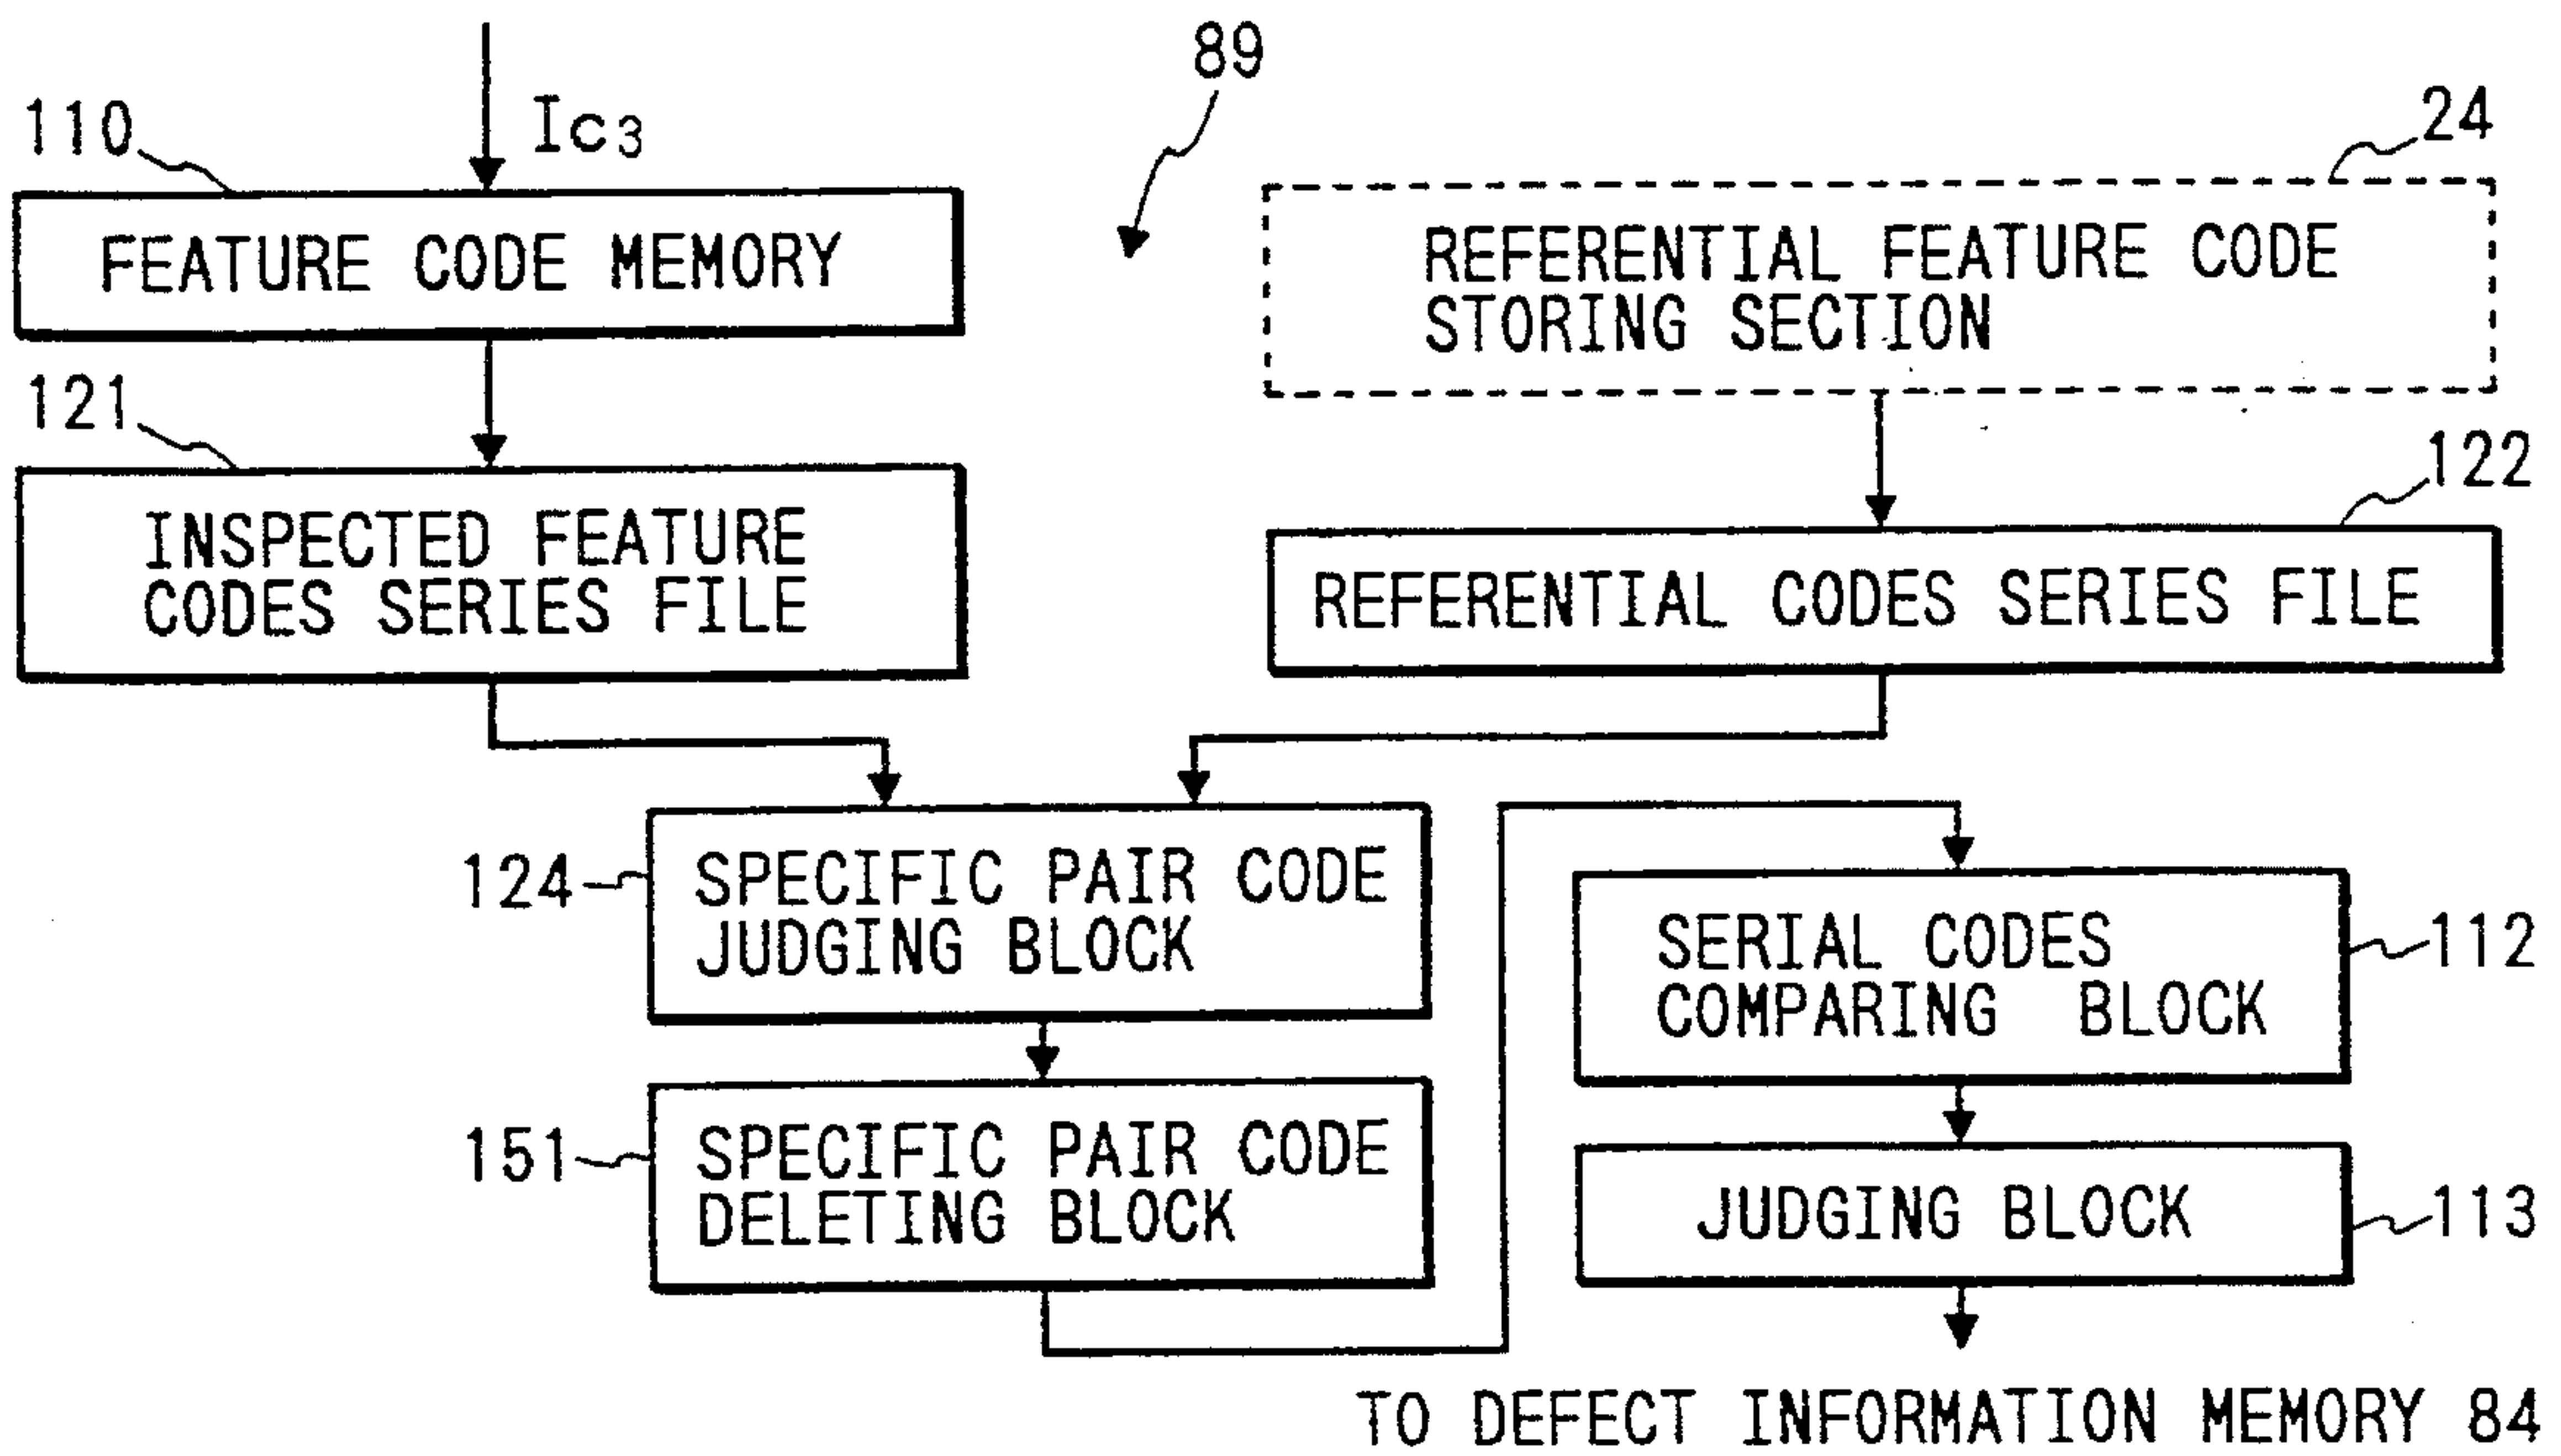 89
Ic3
110
24
FEATURE CODE MEMORY
REFERENTIAL FEATURE CODE
STORING SECTION
121
122
INSPECTED FEATURE
CODES SERIES FILE
REFERENTIAL CODES SERIES FILE
124
SPECIFIC PAIR CODE
JUDGING BLOCK
SERIAL CODES
COMPARING BLOCK
112
151
SPECIFIC PAIR CODE
DELETING BLOCK
JUDGING BLOCK
113
TO DEFECT INFORMATION MEMORY 84